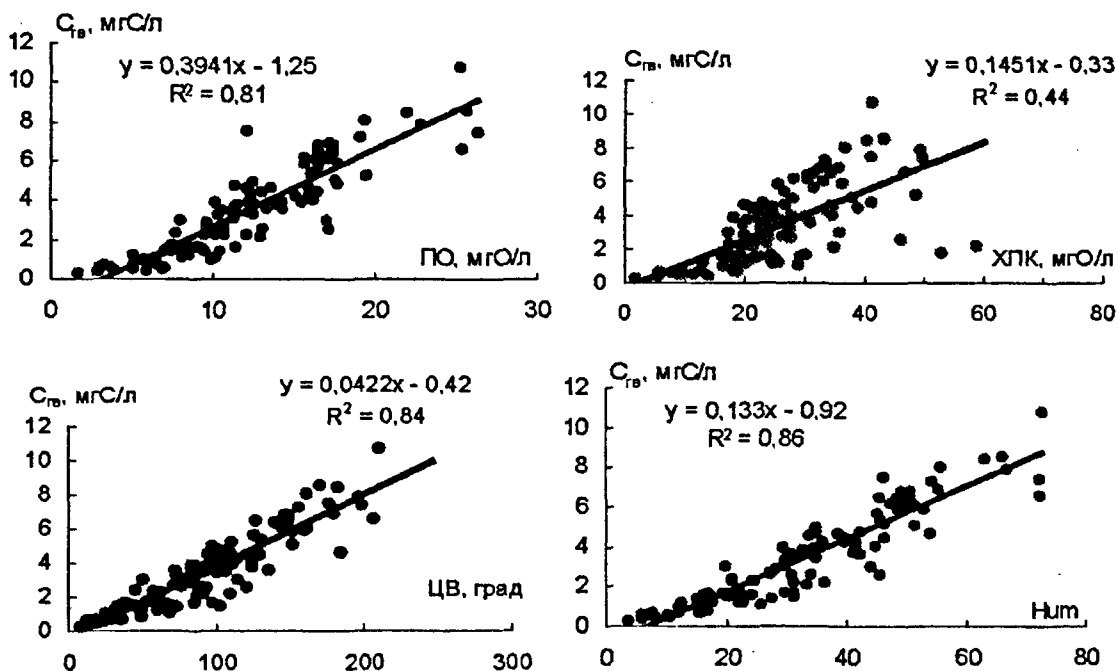 Cгв, мгС/л
y = 0,3941x - 1,25
R² = 0,81
12
10
8
6
4
2
0
ПО, мгО/л
0 10 20 30
Cгв, мгС/л
y = 0,1451x - 0,33
R² = 0,44
12
10
8
6
4
2
0
ХПК, мгО/л
0 20 40 60 80
Cгв, мгС/л
y = 0,0422x - 0,42
R² = 0,84
12
10
8
6
4
2
0
ЦВ, град
0 100 200 300
Cгв, мгС/л
y = 0,133x - 0,92
R² = 0,86
12
10
8
6
4
2
0
Hum
0 20 40 60 80